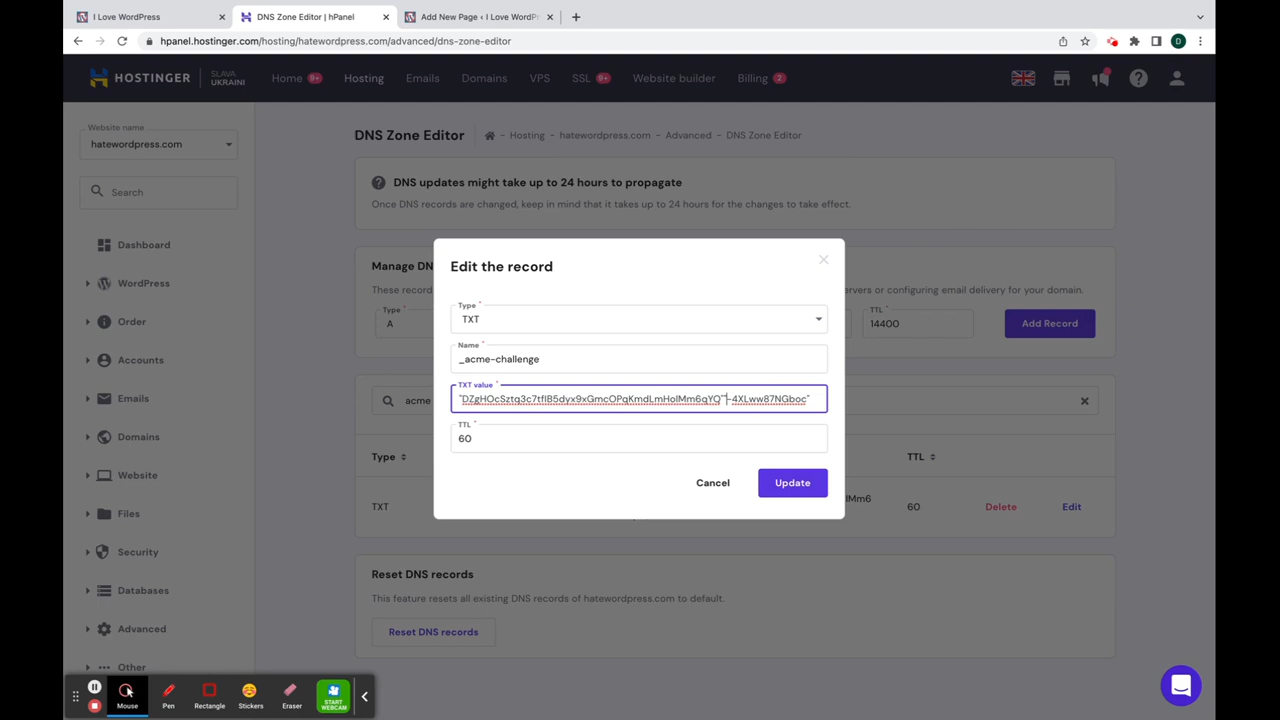 I Love WordPress
DNS Zone Editor | hPanel
Add New Page ‹ I Love WordPr
hpanel.hostinger.com/hosting/hatewordpress.com/advanced/dns-zone-editor
D
HOSTINGER
SLAVA
UKRAINI
Home 9+
Hosting
Emails
Domains
VPS
SSL 9+
Website builder
Billing 2
Website name
hatewordpress.com
Search
Dashboard
WordPress
Order
Accounts
Emails
Domains
Website
Files
Security
Databases
Advanced
Other
DNS Zone Editor
- Hosting - hatewordpress.com - Advanced - DNS Zone Editor
DNS updates might take up to 24 hours to propagate
Once DNS records are changed, keep in mind that it takes up to 24 hours for the changes to take effect.
Manage DN
These record
ervers or configuring email delivery for your domain.
Type *
A
TTL *
14400
Add Record
acme
Type
TTL
TXT
lMm6
60
Delete
Edit
Edit the record
Type *
TXT
Name *
_acme-challenge
TXT value *
TTL *
60
Cancel
Update
Reset DNS records
This feature resets all existing DNS records of hatewordpress.com to default.
Reset DNS records
Mouse
Pen
Rectangle
Stickers
Eraser
START
WEBCAM